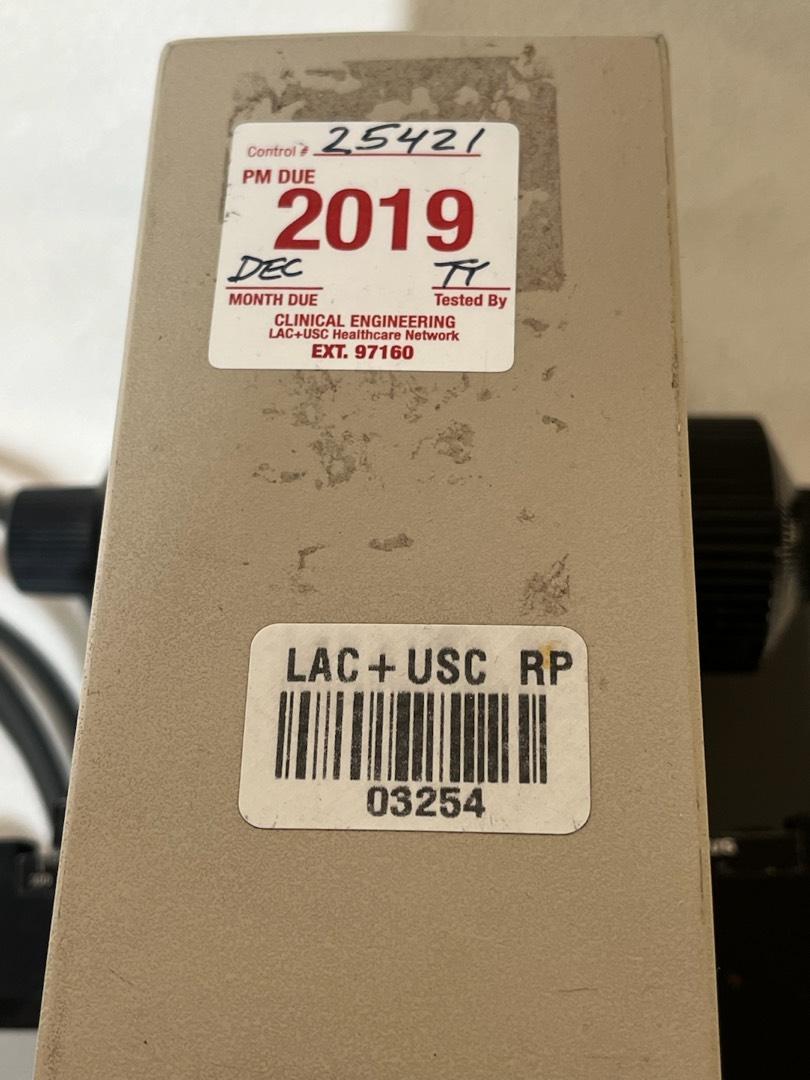 Control # 25421
PM DUE
2019
DEC TY
MONTH DUE Tested By
CLINICAL ENGINEERING
LAC+USC Healthcare Network
EXT. 97160
LAC+USC RP
03254